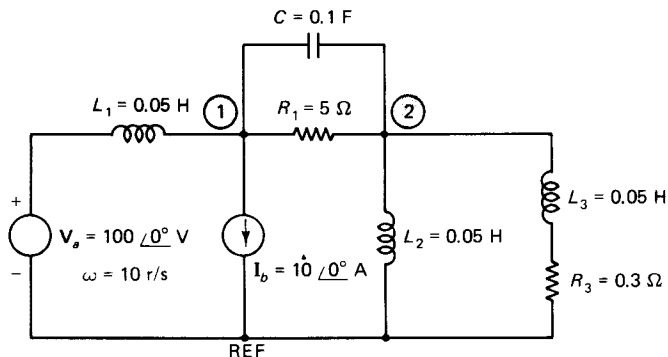 C = 0.1 F
L₁ = 0.05 H
1
R₁ = 5 Ω
2
L₃ = 0.05 H
+
Vₐ = 100 ∠0° V
I_b = 10 ∠0° A
L₂ = 0.05 H
−
ω = 10 r/s
R₃ = 0.3 Ω
REF